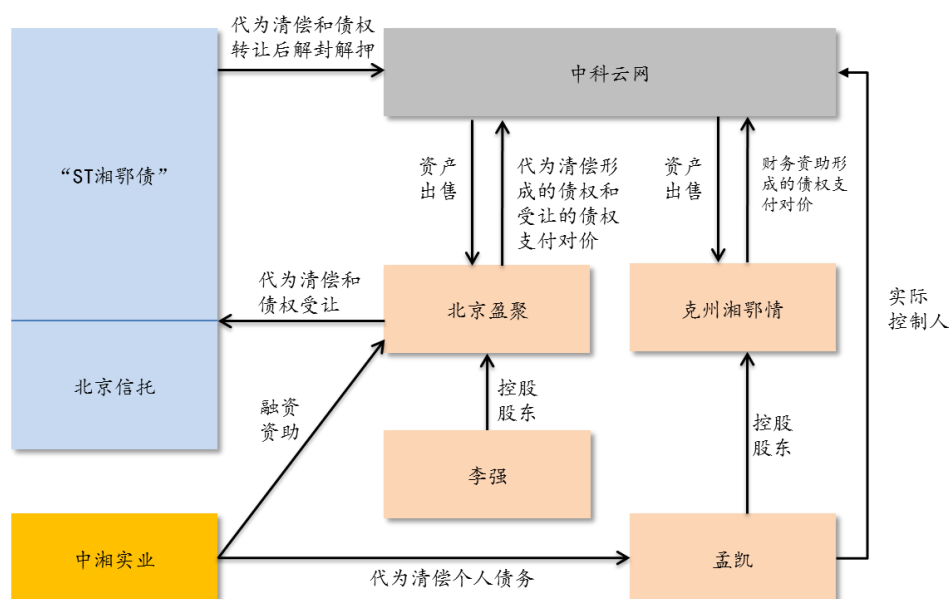 代为清偿和债权
转让后解封解押
中科云网
“ST湘鄂债”
资产
出售
代为清偿形
成的债权和
受让的债权
支付对价
资产
出售
财务资助形
成的债权支
付对价
代为清偿和
债权受让
北京盈聚
克州湘鄂情
实际
控制人
北京信托
融资
资助
控股
股东
控股
股东
李强
中湘实业
孟凯
代为清偿个人债务